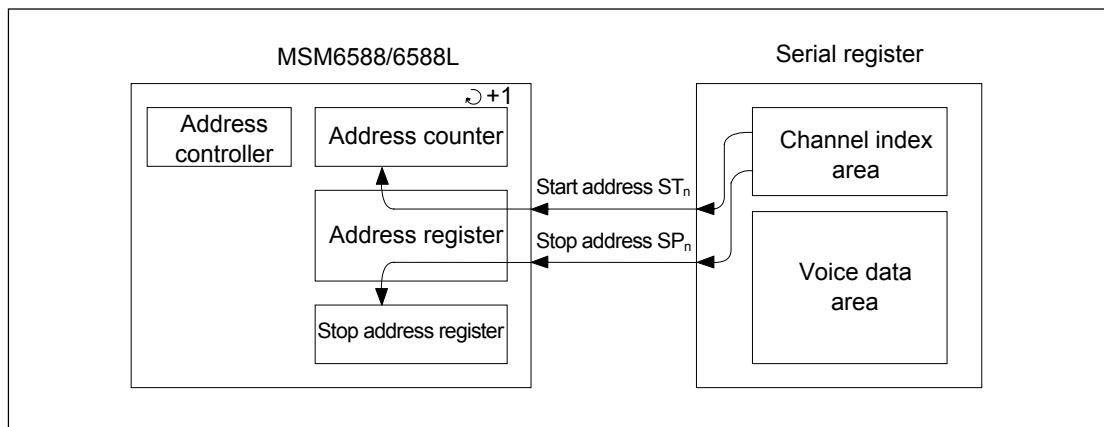 MSM6588/6588L
Serial register
+1
Address
controller
Address counter
Channel index
area
Start address STₙ
Address register
Stop address SPₙ
Voice data
area
Stop address register